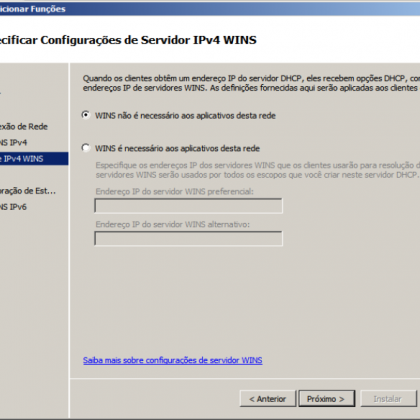 dicionar Funções
ecificar Configurações de Servidor IPv4 WINS
Quando os clientes obtêm um endereço IP do servidor DHCP, eles recebem opções DHCP, co
endereços IP de servidores WINS. As definições fornecidas aqui serão aplicadas aos clientes
WINS não é necessário aos aplicativos desta rede
exão de Rede
NS IPv4
WINS é necessário aos aplicativos desta rede
IPv4 WINS
Especifique os endereços IP dos servidores WINS que os clientes usarão para resolução d
servidores WINS serão usados por todos os escopos que você criar neste servidor DHCP.
oração de Est...
Endereço IP do servidor WINS preferencial:
NS IPv6
Endereço IP do servidor WINS alternativo:
Saiba mais sobre configurações de servidor WINS
< Anterior
Próximo >
Instalar